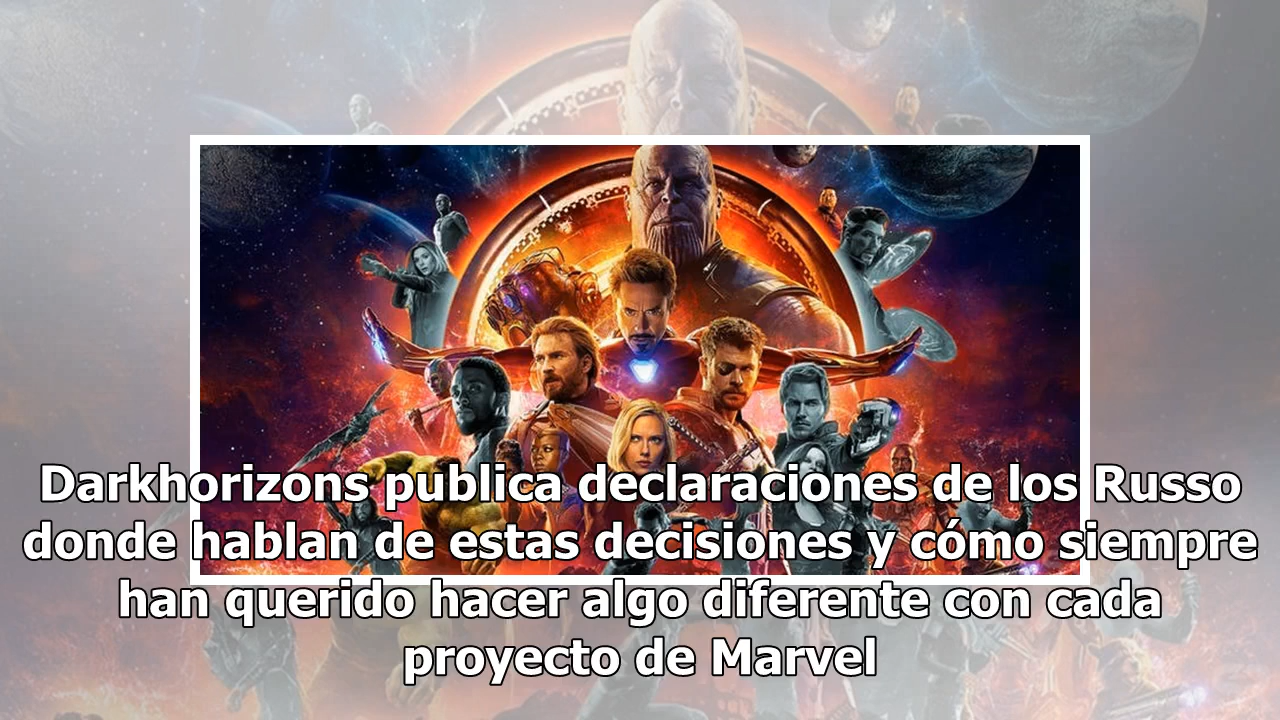 Darkhorizons publica declaraciones de los Russo
donde hablan de estas decisiones y cómo siempre
han querido hacer algo diferente con cada
proyecto de Marvel